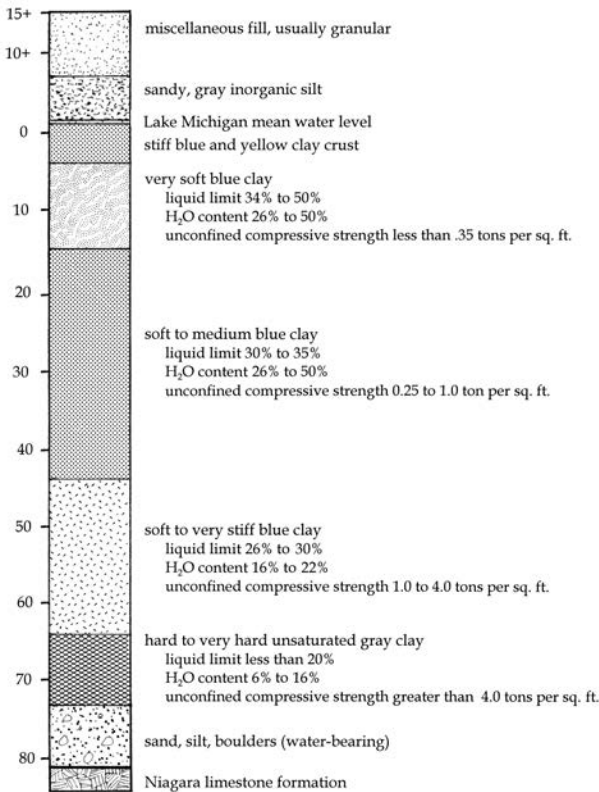 15+
miscellaneous fill, usually granular
10+
sandy, gray inorganic silt
Lake Michigan mean water level
0
stiff blue and yellow clay crust
very soft blue clay
liquid limit 34% to 50%
H₂O content 26% to 50%
10
unconfined compressive strength less than .35 tons per sq. ft.
20
soft to medium blue clay
liquid limit 30% to 35%
30
H₂O content 26% to 50%
unconfined compressive strength 0.25 to 1.0 ton per sq. ft.
40
50
soft to very stiff blue clay
liquid limit 26% to 30%
H₂O content 16% to 22%
unconfined compressive strength 1.0 to 4.0 tons per sq. ft.
60
hard to very hard unsaturated gray clay
liquid limit less than 20%
70
H₂O content 6% to 16%
unconfined compressive strength greater than 4.0 tons per sq. ft.
sand, silt, boulders (water-bearing)
80
Niagara limestone formation